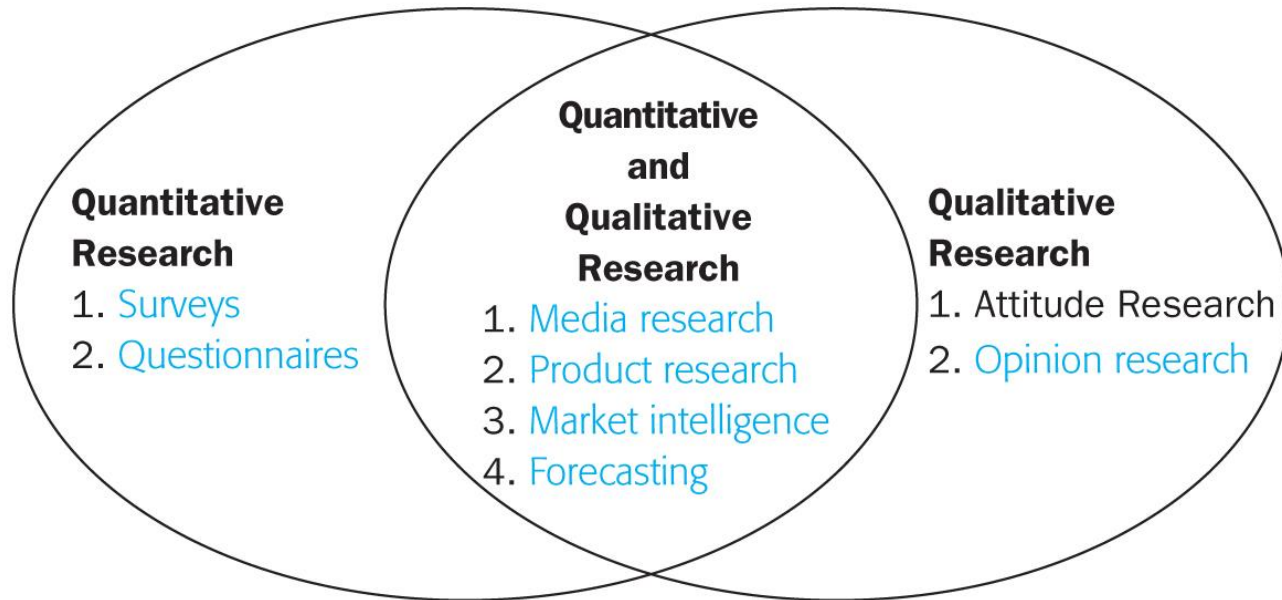 Quantitative
Research
1. Surveys
2. Questionnaires
Quantitative
and
Qualitative
Research
1. Media research
2. Product research
3. Market intelligence
4. Forecasting
Qualitative
Research
1. Attitude Research
2. Opinion research